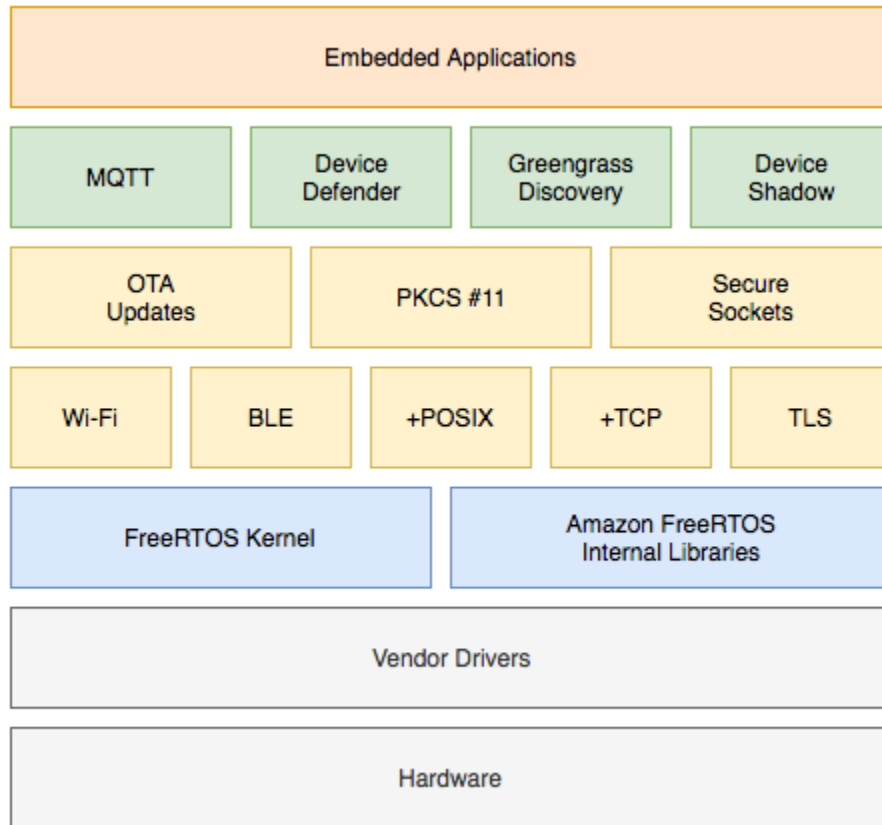 Embedded Applications
MQTT
Device
Defender
Greengrass
Discovery
Device
Shadow
OTA
Updates
PKCS #11
Secure
Sockets
Wi-Fi
BLE
+POSIX
+TCP
TLS
FreeRTOS Kernel
Amazon FreeRTOS
Internal Libraries
Vendor Drivers
Hardware